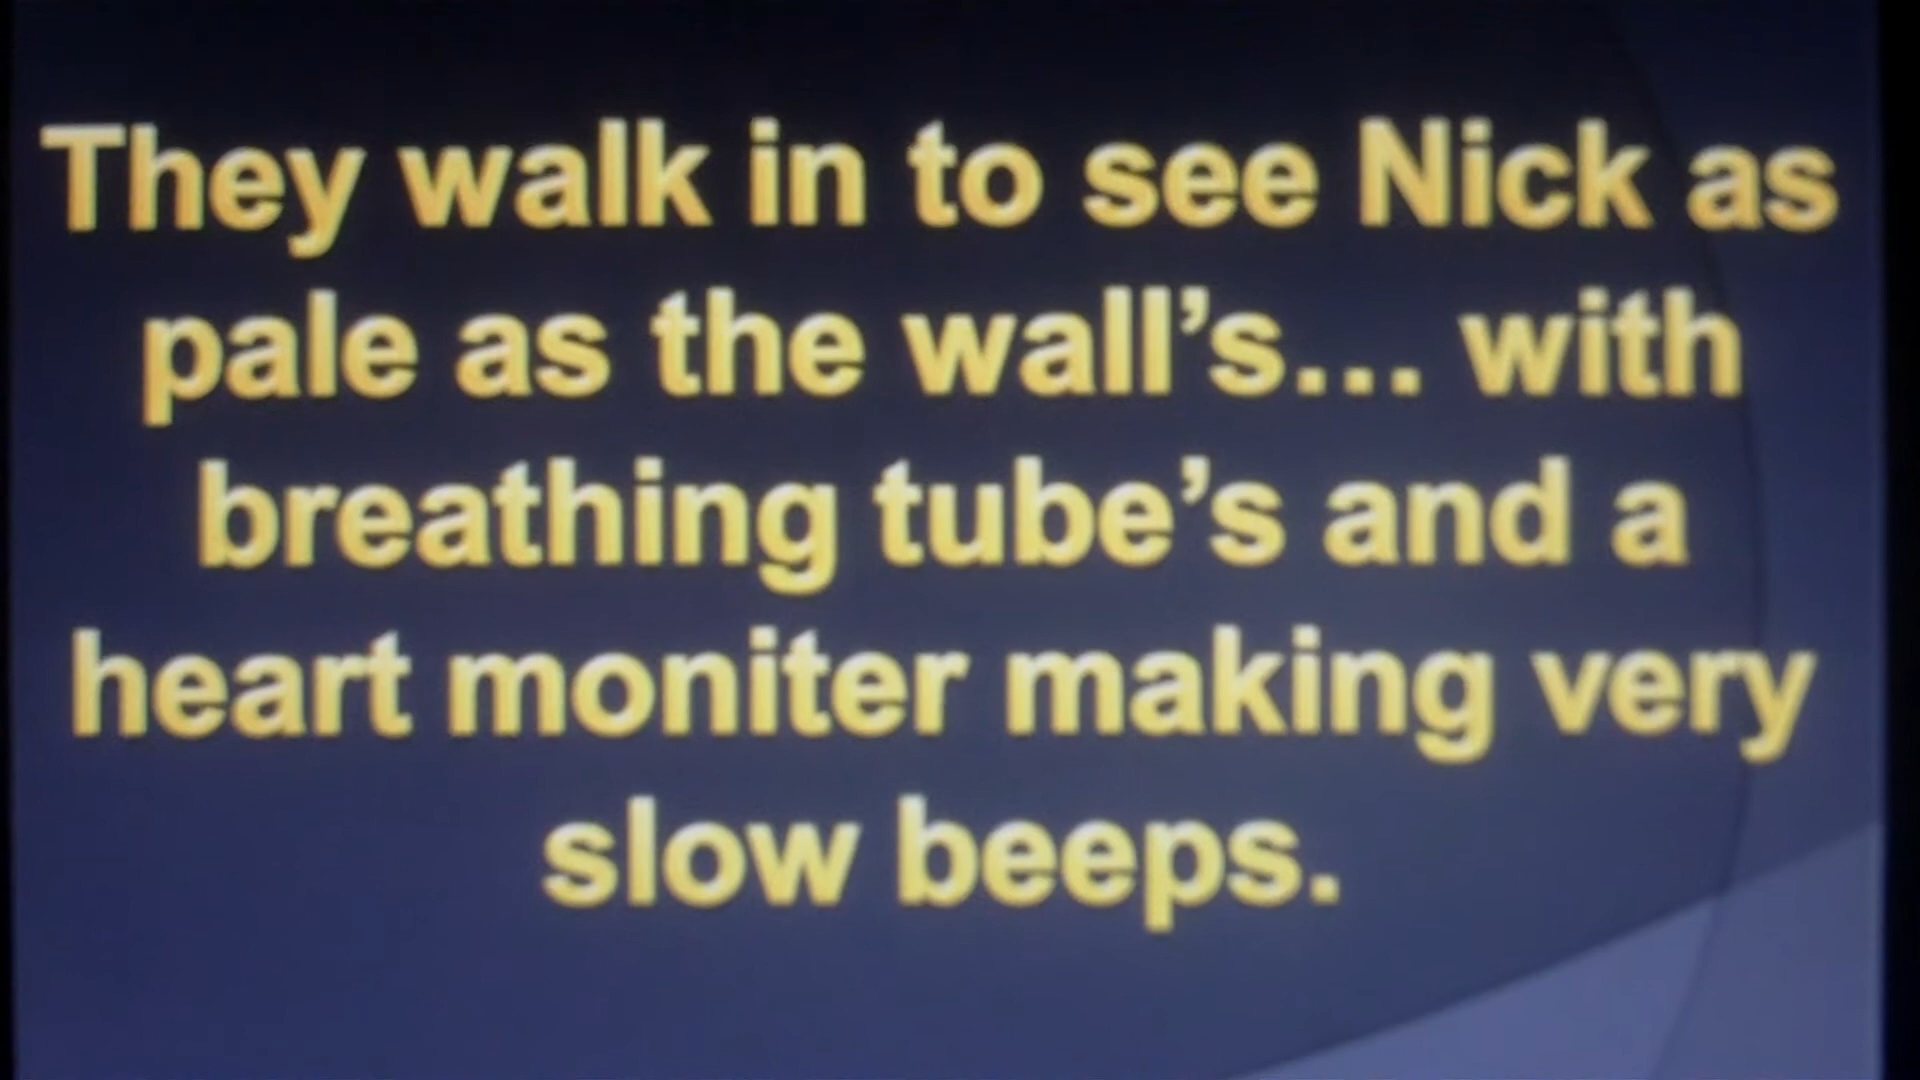 They walk in to see Nick as
pale as the wall’s... with
breathing tube’s and a
heart moniter making very
slow beeps.